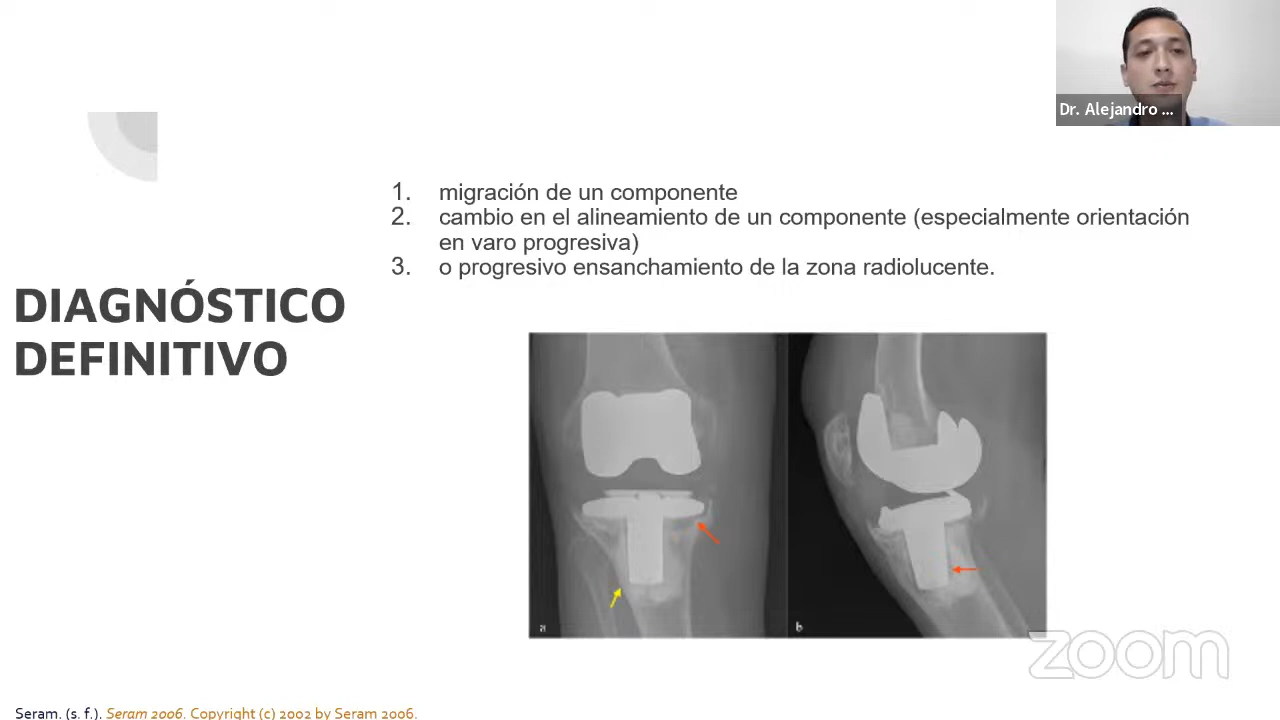 Dr. Alejandro ...
1. migración de un componente
2. cambio en el alineamiento de un componente (especialmente orientación
en varo progresiva)
3. o progresivo ensanchamiento de la zona radiolucente.
DIAGNÓSTICO
DEFINITIVO
a
b
zoom
Seram. (s. f.). Seram 2006. Copyright (c) 2002 by Seram 2006.